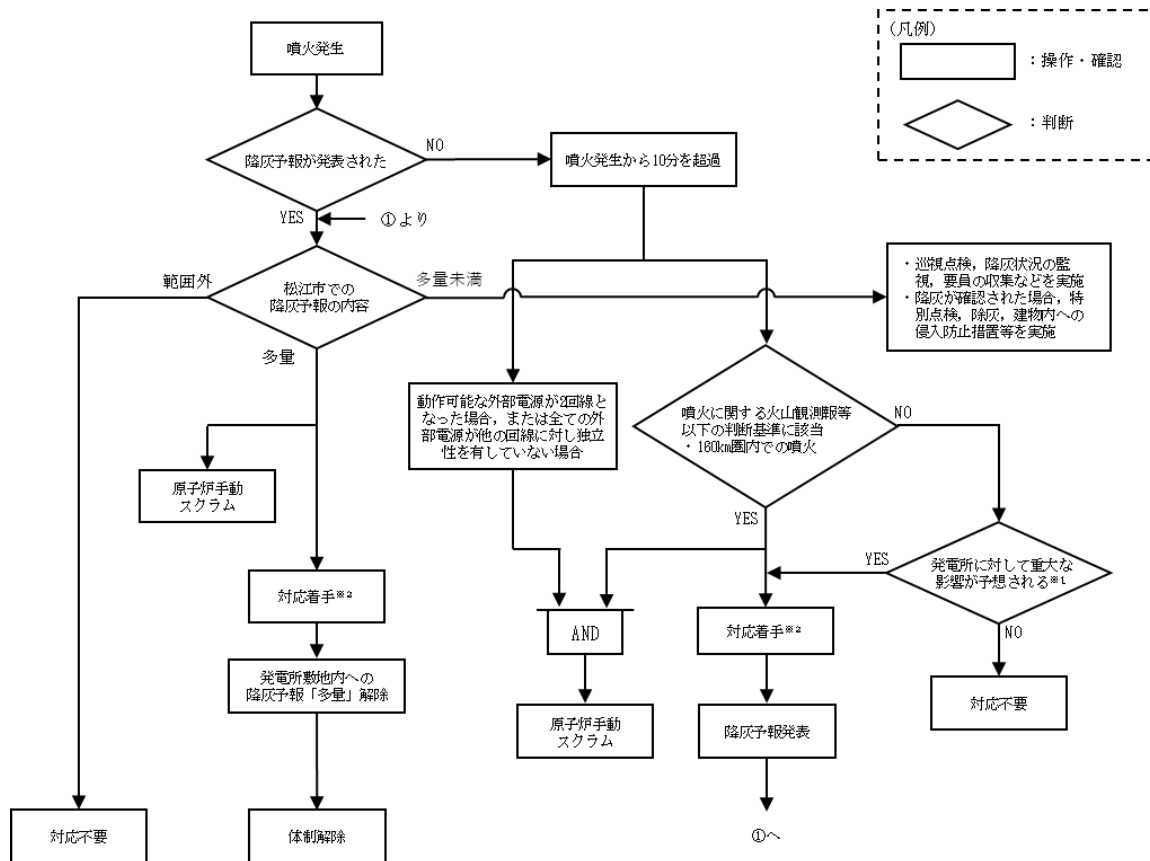 噴火発生
(凡例)
：操作・確認
：判断
降灰予報が発表された
NO
噴火発生から10分を超過
YES
①より
範囲外
松江市での
降灰予報の内容
多量未満
・巡視点検，降灰状況の監
視，要員の収集などを実施
・降灰が確認された場合，特
別点検，除灰，建物内への
侵入防止措置等を実施
多量
動作可能な外部電源が2回線と
なった場合，または全ての外
部電源が他の回線に対し独立
性を有していない場合
噴火に関する火山観測報等
以下の判断基準に該当
・160km圏内での噴火
NO
原子炉手動
スクラム
YES
YES
発電所に対して重大な
影響が予想される※1
対応着手※2
AND
対応着手※2
NO
発電所敷地内への
降灰予報「多量」解除
原子炉手動
スクラム
降灰予報発表
対応不要
対応不要
体制解除
①へ